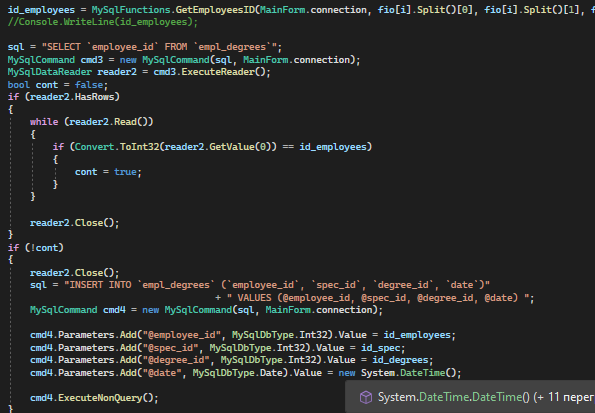 id_employees = MySqlFunctions.GetEmployeesID(MainForm.connection, fio[i].Split()[0], fio[i].Split()[1], f
//Console.WriteLine(id_employees);
sql = "SELECT `employee_id` FROM `empl_degrees`";
MySqlCommand cmd3 = new MySqlCommand(sql, MainForm.connection);
MySqlDataReader reader2 = cmd3.ExecuteReader();
bool cont = false;
if (reader2.HasRows)
{
while (reader2.Read())
{
if (Convert.ToInt32(reader2.GetValue(0)) == id_employees)
{
cont = true;
}
}
reader2.Close();
}
if (!cont)
{
reader2.Close();
sql = "INSERT INTO `empl_degrees` (`employee_id`, `spec_id`, `degree_id`, `date`)"
+ " VALUES (@employee_id, @spec_id, @degree_id, @date) ";
MySqlCommand cmd4 = new MySqlCommand(sql, MainForm.connection);
cmd4.Parameters.Add("@employee_id", MySqlDbType.Int32).Value = id_employees;
cmd4.Parameters.Add("@spec_id", MySqlDbType.Int32).Value = id_spec;
cmd4.Parameters.Add("@degree_id", MySqlDbType.Int32).Value = id_degrees;
cmd4.Parameters.Add("@date", MySqlDbType.Date).Value = new System.DateTime();
System.DateTime.DateTime() (+ 11 пере
cmd4.ExecuteNonQuery();
}